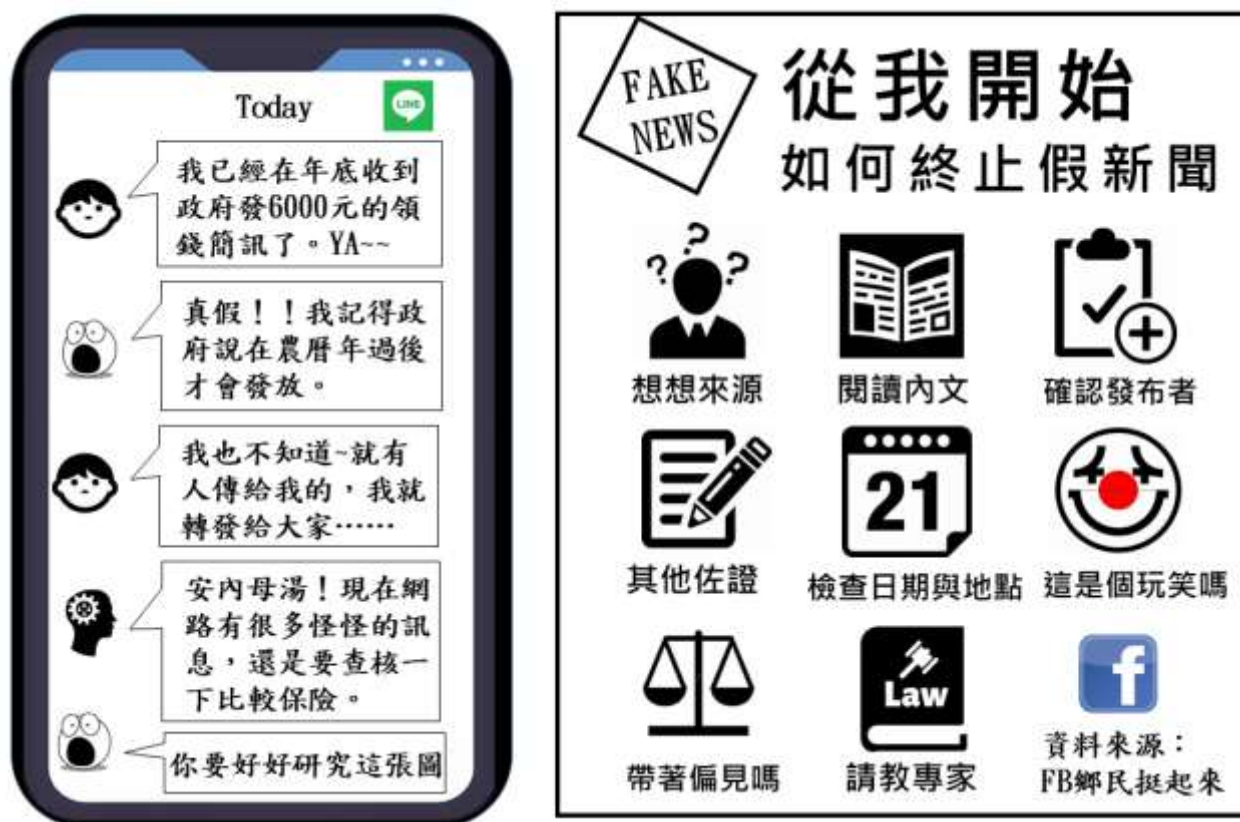 Today
LINE
我已經在年底收到
政府發6000元的領
錢簡訊了。YA~~
真假！！我記得政
府說在農曆年過後
才會發放。
我也不知道~就有
人傳給我的，我就
轉發給大家……
安內母湯！現在網
路有很多怪怪的訊
息，還是要查核一
下比較保險。
你要好好研究這張圖
FAKE
NEWS
從我開始
如何終止假新聞
想想來源
閱讀內文
確認發布者
其他佐證
21
檢查日期與地點
這是個玩笑嗎
帶著偏見嗎
Law
請教專家
f
資料來源：
FB鄉民挺起來